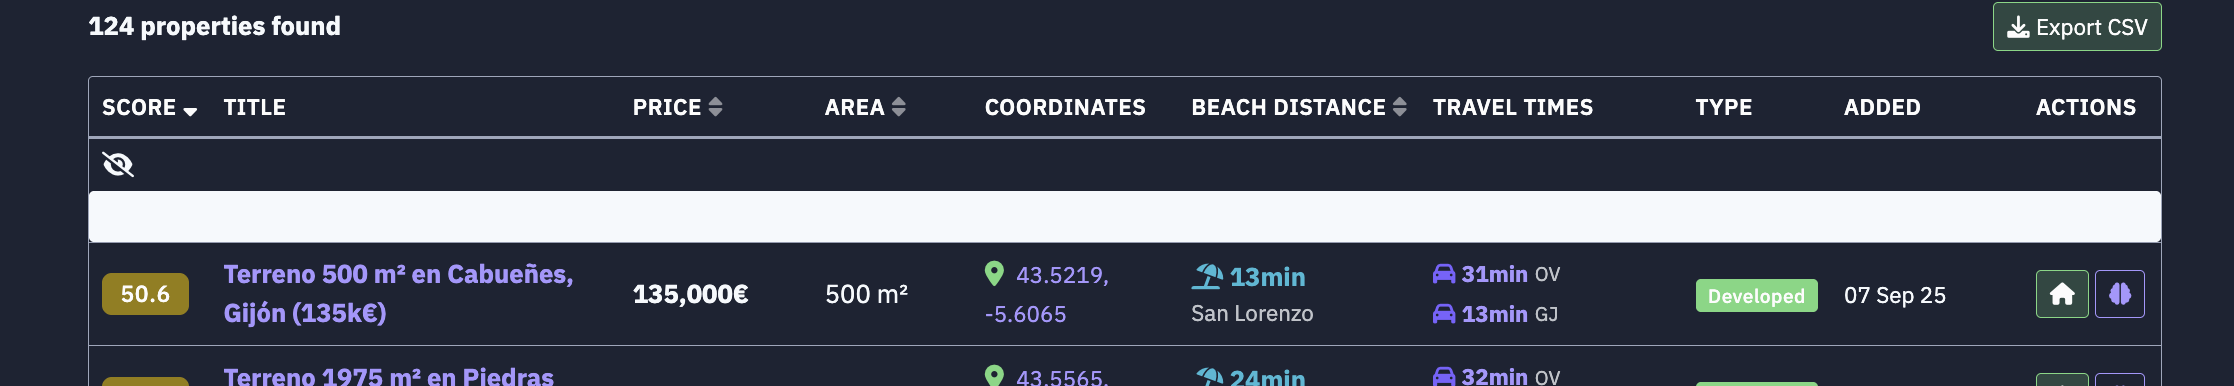 124 properties found
Export CSV
SCORE TITLE PRICE AREA COORDINATES BEACH DISTANCE TRAVEL TIMES TYPE ADDED ACTIONS
50.6
Terreno 500 m² en Cabueñes,
Gijón (135k€)
135,000€
500 m²
43.5219,
-5.6065
13min
San Lorenzo
31min OV
13min GJ
Developed
07 Sep 25
Terreno 1975 m² en Piedras
43.5565,
24min
32min OV